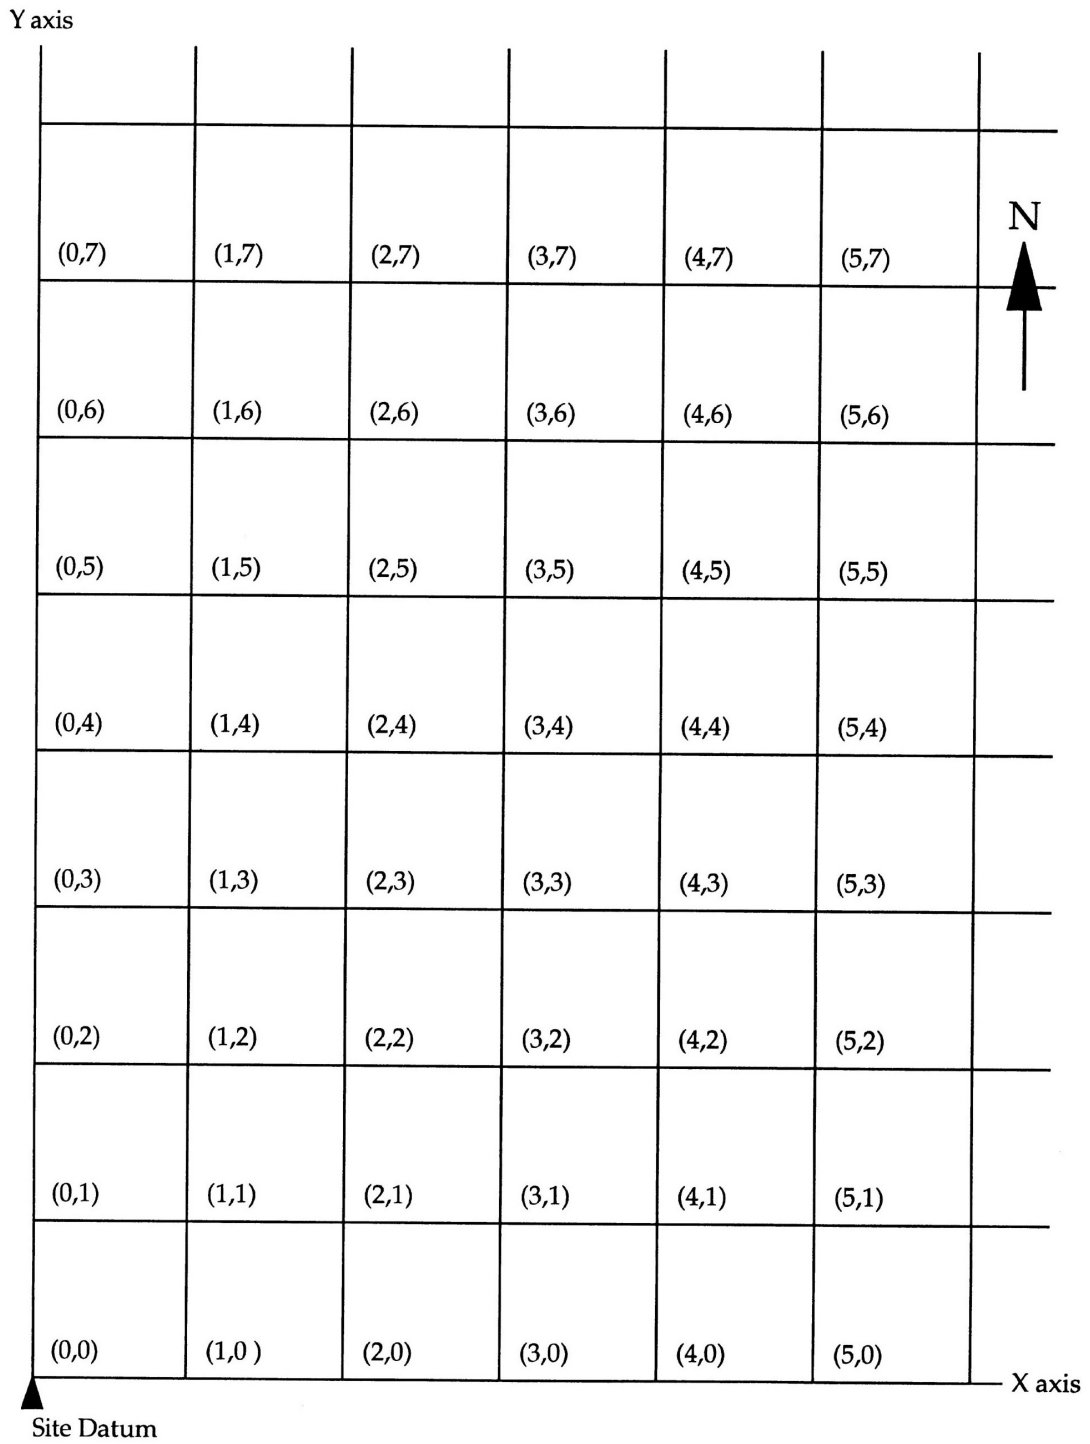 Y axis
N
(0,7) (1,7) (2,7) (3,7) (4,7) (5,7)
(0,6) (1,6) (2,6) (3,6) (4,6) (5,6)
(0,5) (1,5) (2,5) (3,5) (4,5) (5,5)
(0,4) (1,4) (2,4) (3,4) (4,4) (5,4)
(0,3) (1,3) (2,3) (3,3) (4,3) (5,3)
(0,2) (1,2) (2,2) (3,2) (4,2) (5,2)
(0,1) (1,1) (2,1) (3,1) (4,1) (5,1)
(0,0) (1,0 ) (2,0) (3,0) (4,0) (5,0)
X axis
Site Datum